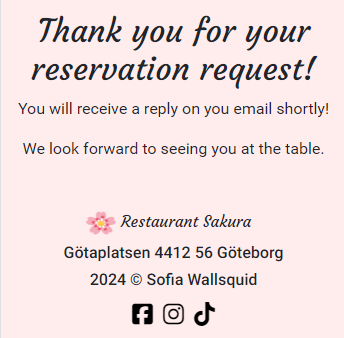 Thank you for your
reservation request!
You will receive a reply on you email shortly!
We look forward to seeing you at the table.
Restaurant Sakura
Götaplatsen 4412 56 Göteborg
2024 © Sofia Wallsquid